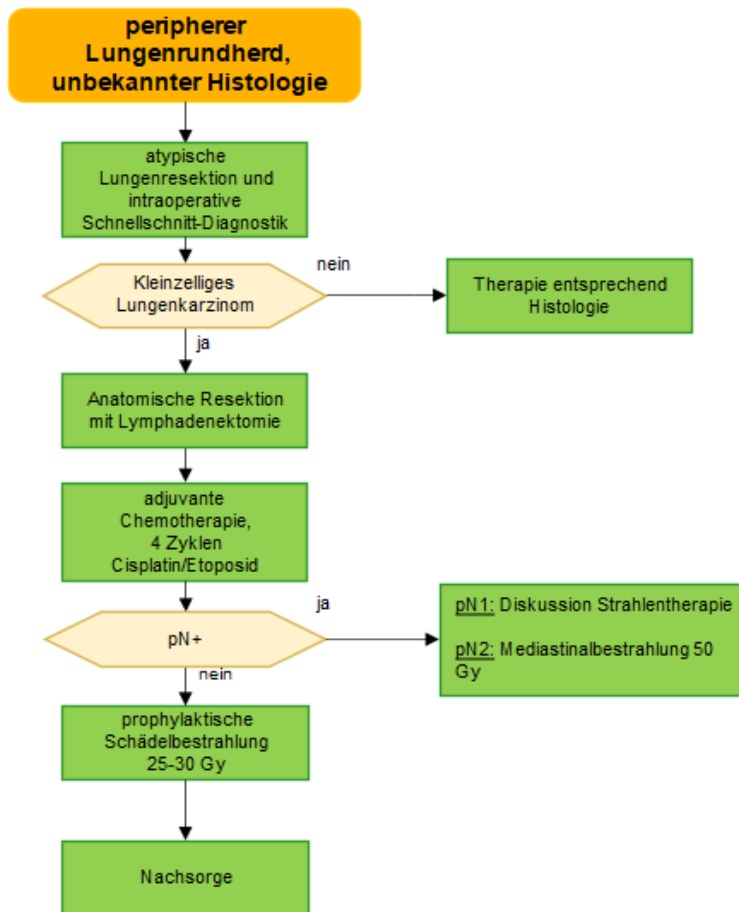 peripherer
Lungenrundherd,
unbekannter Histologie
atypische
Lungenresektion und
intraoperative
Schnellschnitt-Diagnostik
Kleinzelliges
Lungenkarzinom
nein
Therapie entsprechend
Histologie
ja
Anatomische Resektion
mit Lymphadenektomie
adjuvante
Chemotherapie,
4 Zyklen
Cisplatin/Etoposid
pN+
ja
pN1: Diskussion Strahlentherapie
pN2: Mediastinalbestrahlung 50
Gy
nein
prophylaktische
Schädelbestrahlung
25-30 Gy
Nachsorge